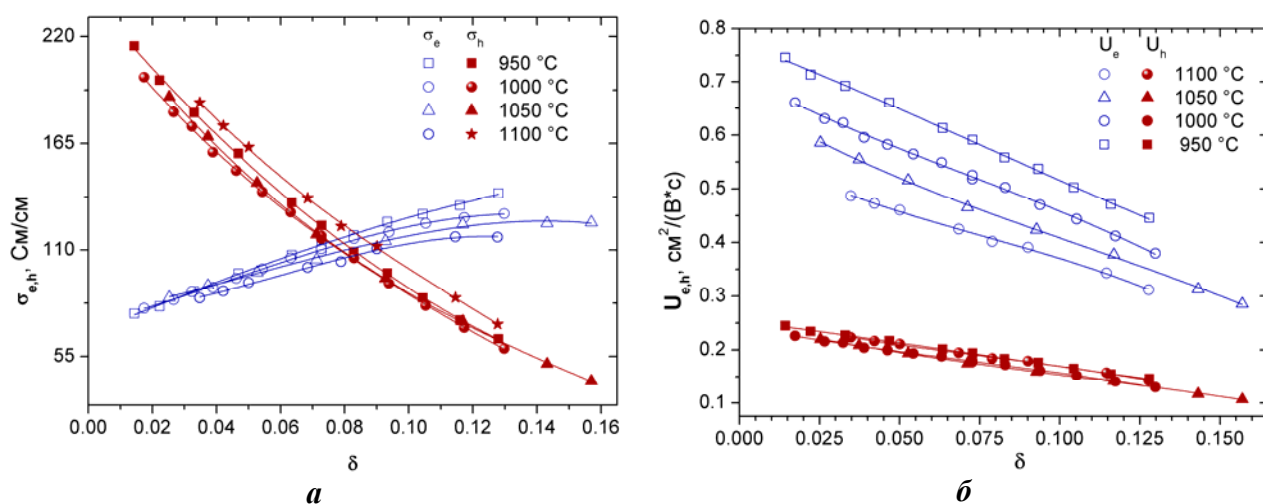 σe σh
950 °C
1000 °C
1050 °C
1100 °C
σe,h, См/см
220
165
110
55
0.00 0.02 0.04 0.06 0.08 0.10 0.12 0.14 0.16
δ
а
Ue Uh
1100 °C
1050 °C
1000 °C
950 °C
Ue,h, см²/(В*с)
0.8
0.7
0.6
0.5
0.4
0.3
0.2
0.1
0.000 0.025 0.050 0.075 0.100 0.125 0.150
δ
б